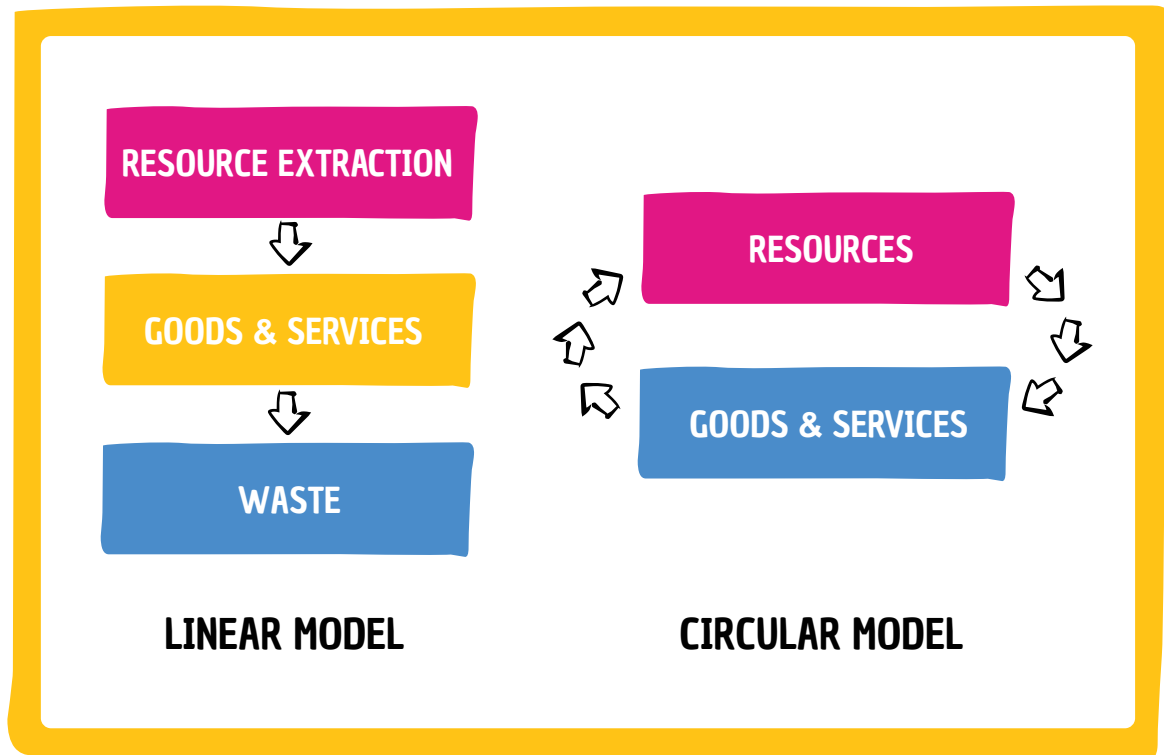 RESOURCE EXTRACTION
GOODS & SERVICES
WASTE
LINEAR MODEL
RESOURCES
GOODS & SERVICES
CIRCULAR MODEL